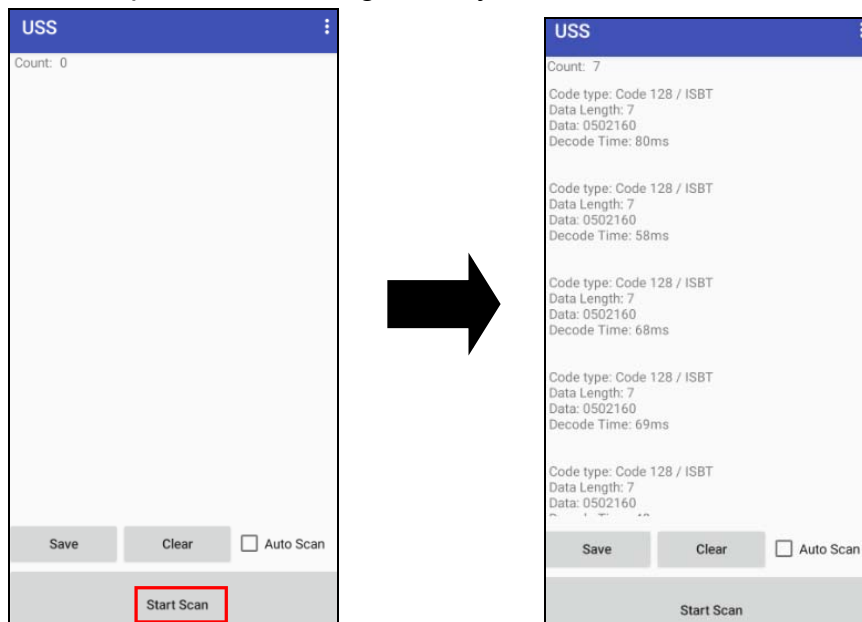 USS
Count: 0
Save
Clear
Auto Scan
Start Scan
USS
Count: 7
Code type: Code 128 / ISBT
Data Length: 7
Data: 0502160
Decode Time: 80ms
Code type: Code 128 / ISBT
Data Length: 7
Data: 0502160
Decode Time: 58ms
Code type: Code 128 / ISBT
Data Length: 7
Data: 0502160
Decode Time: 68ms
Code type: Code 128 / ISBT
Data Length: 7
Data: 0502160
Decode Time: 69ms
Code type: Code 128 / ISBT
Data Length: 7
Data: 0502160
Save
Clear
Auto Scan
Start Scan